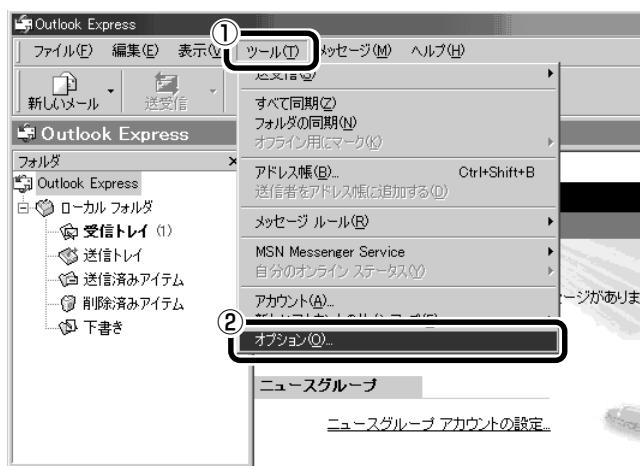 Outlook Express
①
ファイル(F) 編集(E) 表示(V ツール(T) メッセージ(M) ヘルプ(H)
新しいメール 送受信
送受信(S)
すべて同期(Z)
フォルダの同期(N)
オフライン用にマーク(K)
アドレス帳(B)... Ctrl+Shift+B
送信者をアドレス帳に追加する(D)
メッセージ ルール(R)
MSN Messenger Service
自分のオンライン ステータス(Y)
アカウント(A)...
②
オプション(O)...
Outlook Express
フォルダ ×
Outlook Express
ローカル フォルダ
受信トレイ (1)
送信トレイ
送信済みアイテム
削除済みアイテム
下書き
ージがありま
ニュースグループ
ニュースグループ アカウントの設定...